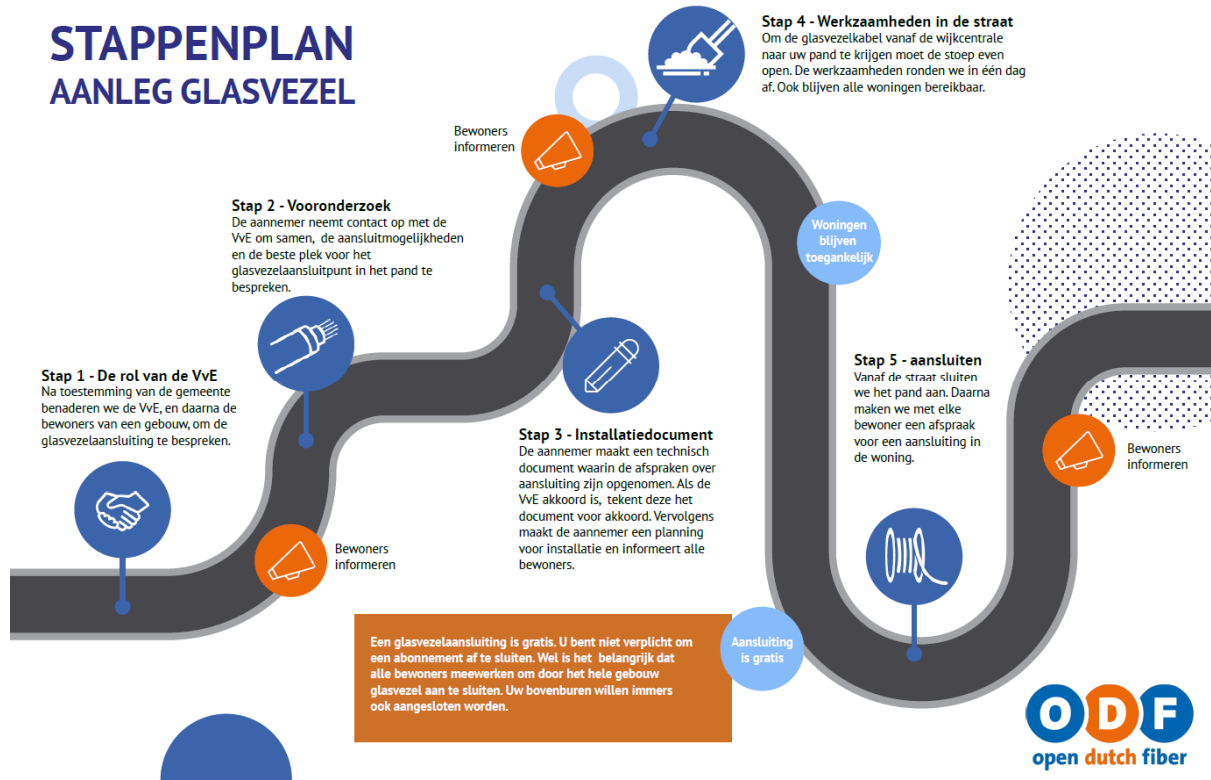 STAPPENPLAN
AANLEG GLASVEZEL
Stap 1 - De rol van de VvE
Na toestemming van de gemeente
benaderen we de VvE, en daarna de
bewoners van een gebouw, om de
glasvezelaansluiting te bespreken.
Bewoners
informeren
Stap 2 - Vooronderzoek
De aannemer neemt contact op met de
VvE om samen,  de aansluitmogelijkheden
en de beste plek voor het
glasvezelaansluitpunt in het pand te
bespreken.
Stap 3 - Installatiedocument
De aannemer maakt een technisch
document waarin de afspraken over
aansluiting zijn opgenomen. Als de
VvE akkoord is,  tekent deze het
document voor akkoord. Vervolgens
maakt de aannemer een planning
voor installatie en informeert alle
bewoners.
Bewoners
informeren
Stap 4 - Werkzaamheden in de straat
Om de glasvezelkabel vanaf de wijkcentrale
naar uw pand te krijgen moet de stoep even
open. De werkzaamheden ronden we in één dag
af. Ook blijven alle woningen bereikbaar.
Woningen
blijven
toegankelijk
Stap 5 - aansluiten
Vanaf de straat sluiten
we het pand aan. Daarna
maken we met elke
bewoner een afspraak
voor een aansluiting in
de woning.
Bewoners
informeren
Een glasvezelaansluiting is gratis. U bent niet verplicht om
een abonnement af te sluiten. Wel is het  belangrijk dat
alle bewoners meewerken om door het hele gebouw
glasvezel aan te sluiten. Uw bovenburen willen immers
ook aangesloten worden.
Aansluiting
is gratis
ODF
open dutch fiber